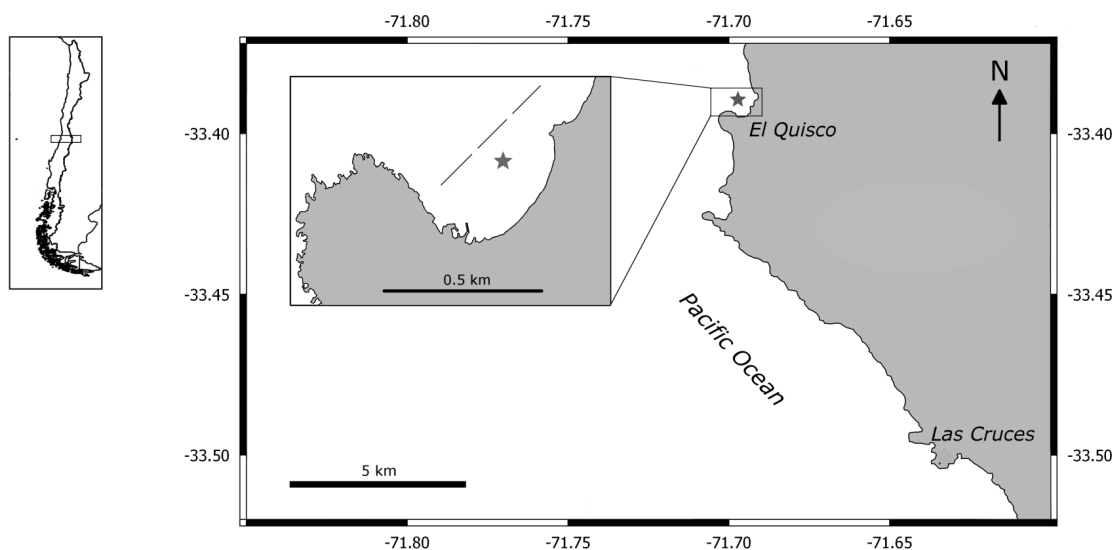 -71.80 -71.75 -71.70 -71.65
N
-33.40 -33.40
El Quisco
0.5 km
-33.45 -33.45
Pacific Ocean
Las Cruces
-33.50 -33.50
5 km
-71.80 -71.75 -71.70 -71.65